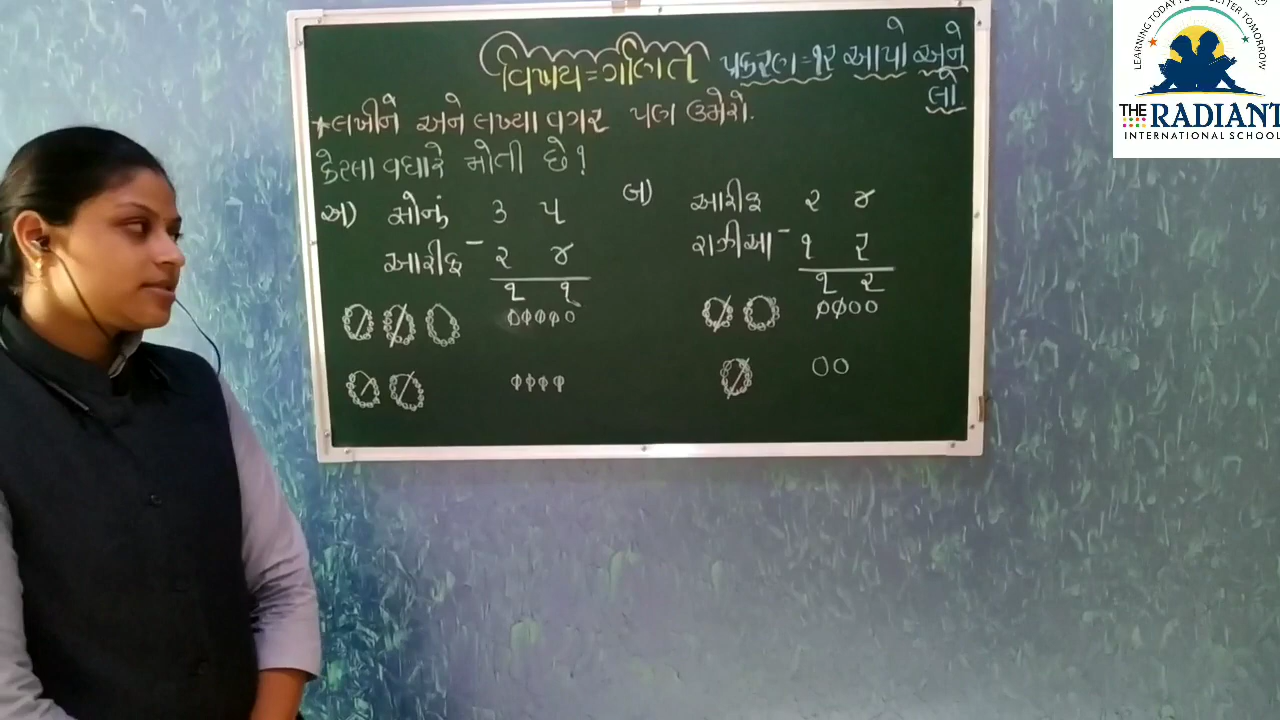 વિષય = ગણિત પ્રકરણ = ૧૨ આપો અને
લો.
+ લખીને અને લખ્યા વગર પણ ઉમેરો.
કેટલા વધારે મોતી છે?
અ) સોનું ૩ ૫
આરીફ - ૨ ૪
૧ ૧
બ) આરીફ ૨ ૪
રાઝીઆ - ૧ ૨
૧ ૨
LEARNING TODAY FOR BETTER TOMORROW
THE RADIANT
INTERNATIONAL SCHOOL